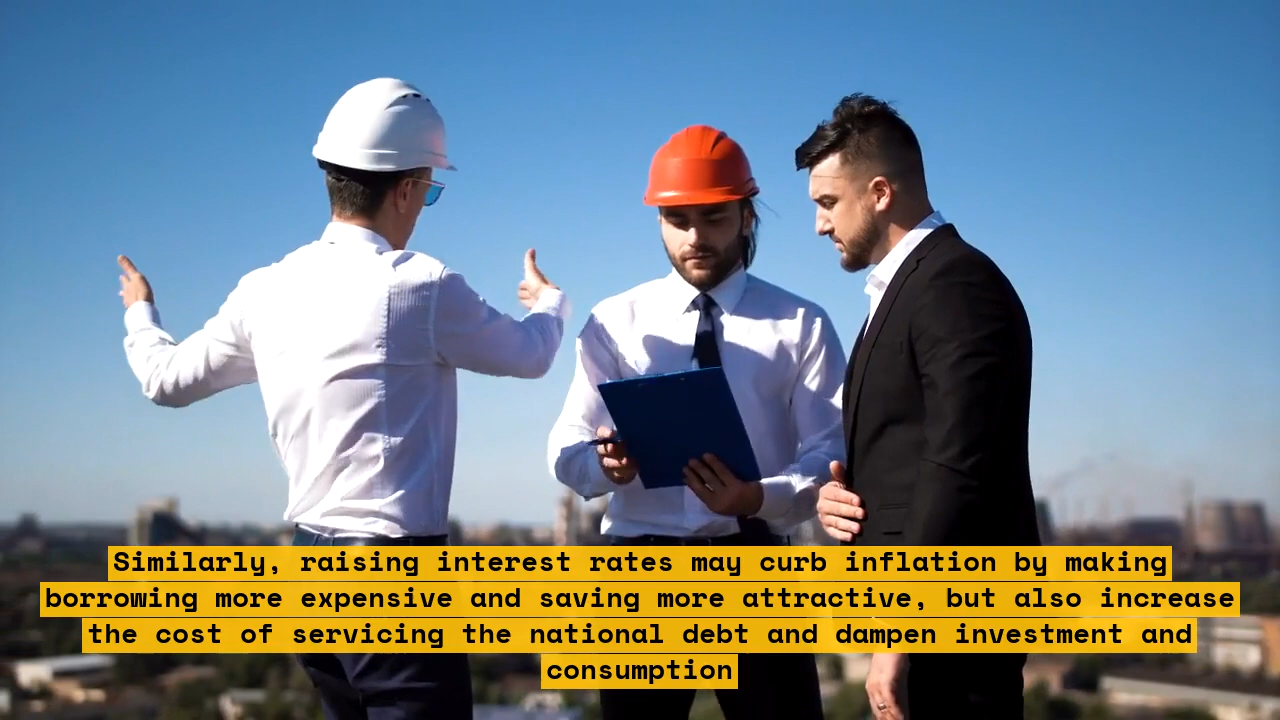 Similarly, raising interest rates may curb inflation by making
borrowing more expensive and saving more attractive, but also increase
the cost of servicing the national debt and dampen investment and
consumption